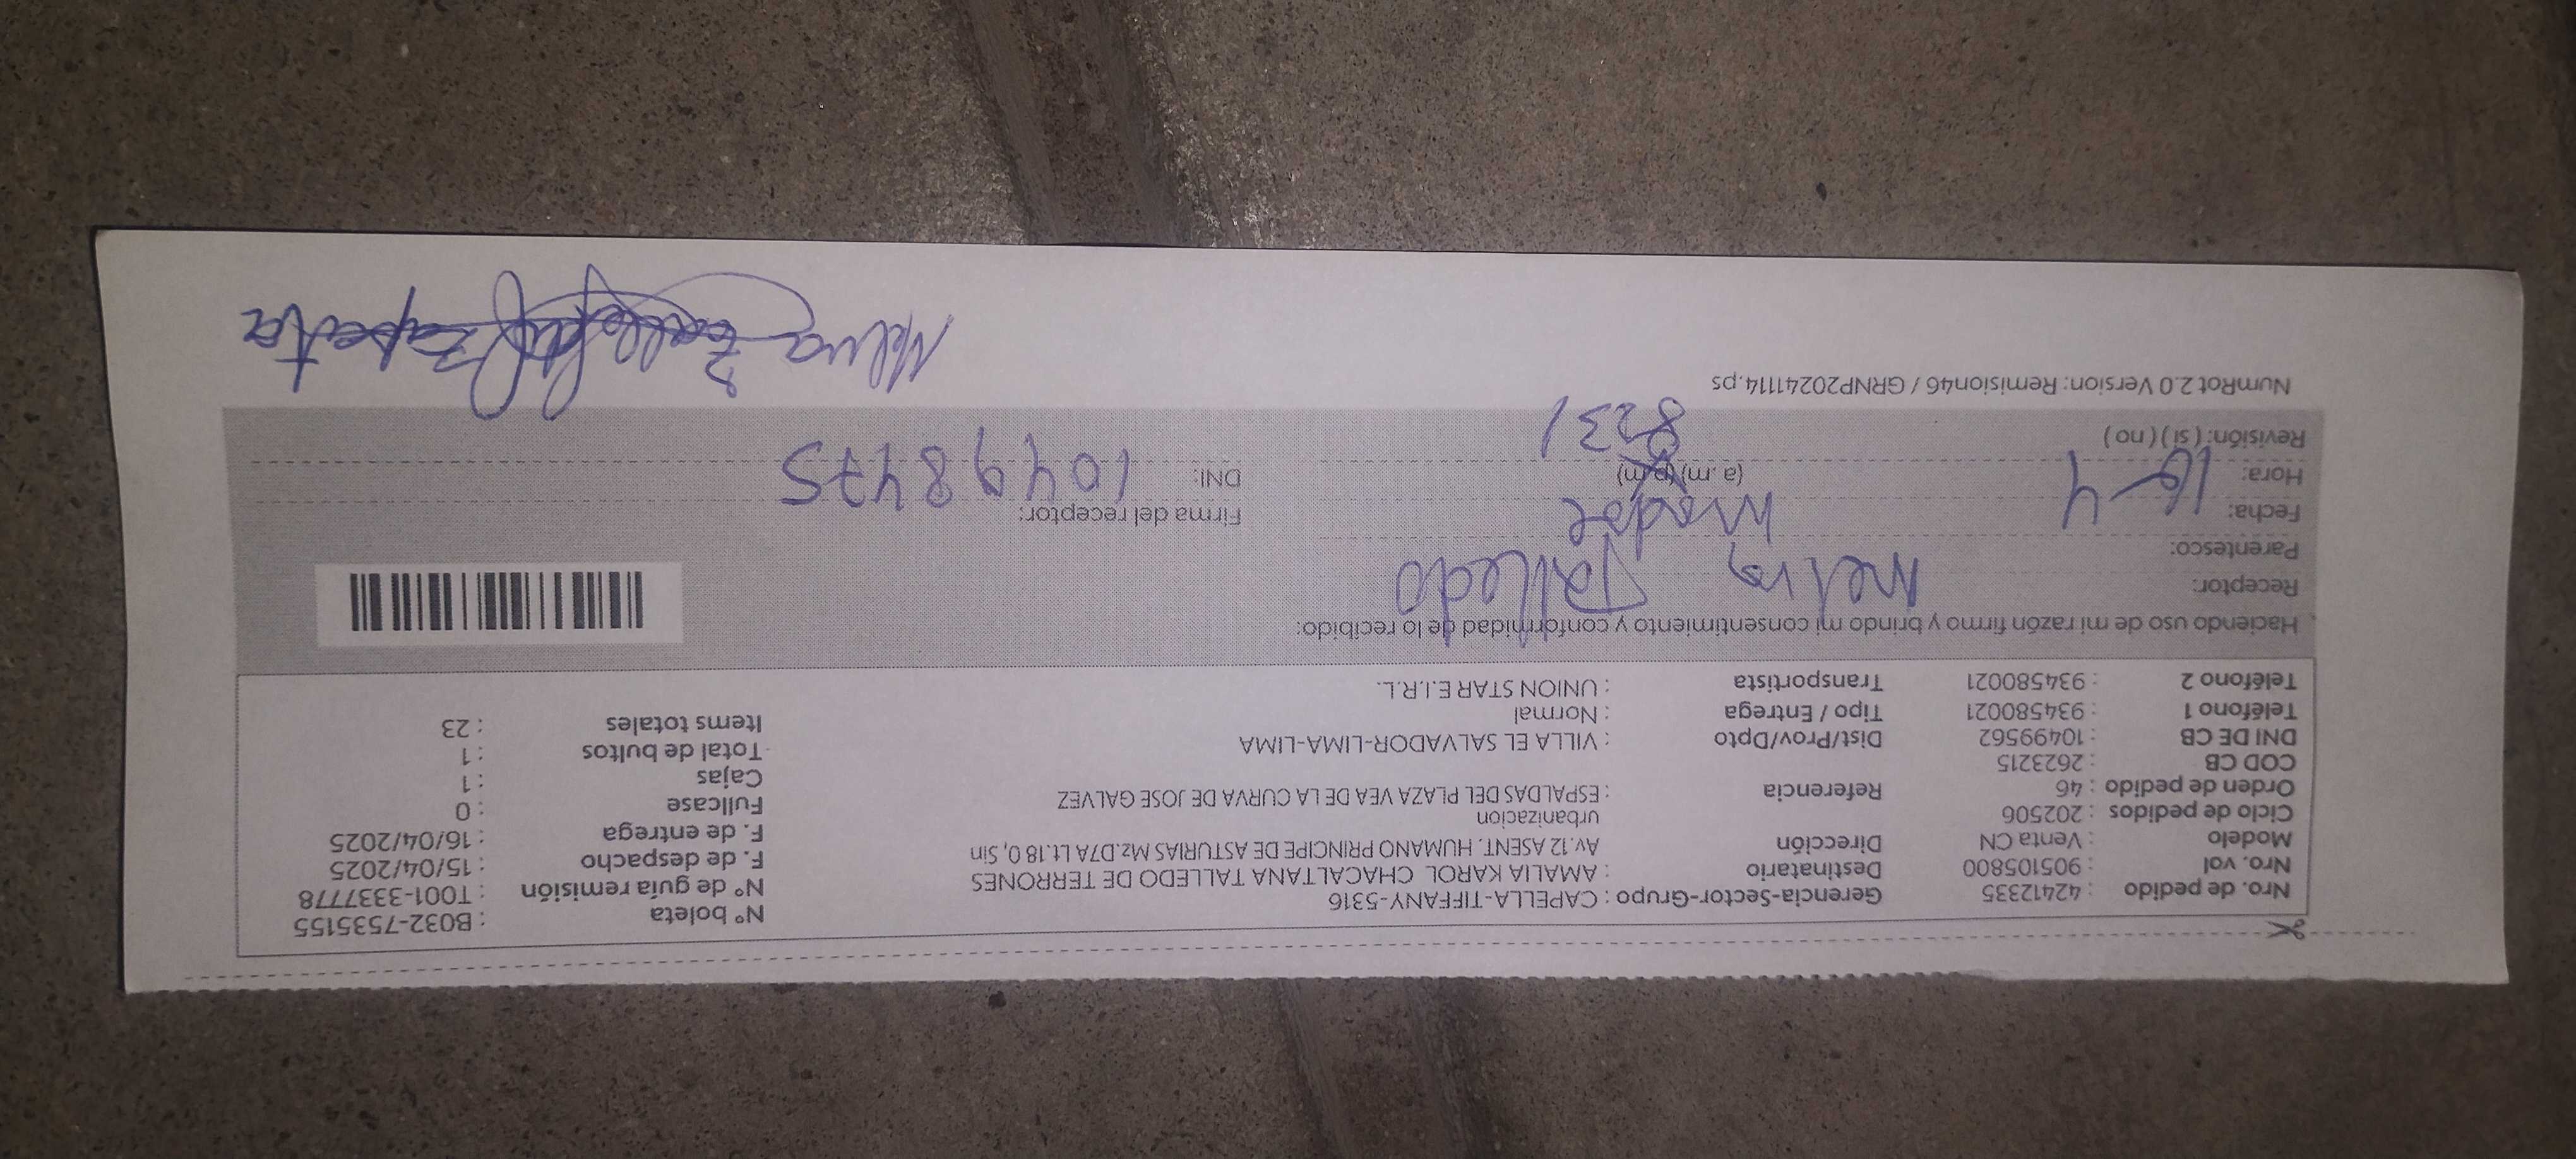 Nro. de pedido : 42412335
Nro. vol : 905105800
Modelo : Venta CN
Ciclo de pedidos : 202506
Orden de pedido : 46
COD CB : 2623215
DNI DE CB : 10499562
Teléfono 1 : 934580021
Teléfono 2 : 934580021
Gerencia-Sector-Grupo : CAPELLA-TIFFANY-5316
Destinatario : AMALIA KAROL CHACALTANA TALLEDO DE TERRONES
Dirección Av.12 ASENT. HUMANO PRINCIPE DE ASTURIAS Mz.D7A Lt.18 0, Sin
urbanizacion
Referencia : ESPALDAS DEL PLAZA VEA DE LA CURVA DE JOSE GALVEZ
Dist/Prov/Dpto : VILLA EL SALVADOR-LIMA-LIMA
Tipo / Entrega : Normal
Transportista : UNION STAR E.I.R.L.
N° boleta : B032-7535155
N° de guía remisión : T001-3337778
F. de despacho : 15/04/2025
F. de entrega : 16/04/2025
Fullcase : 0
Cajas : 1
Total de bultos : 1
Items totales : 23
Haciendo uso de mi razón firmo y brindo mi consentimiento y conformidad de lo recibido:
Receptor: Melva Talledo
Parentesco: Madre
Fecha: 16-4
Hora: (a. m) (p.m)
8231
Revisión: ( si ) ( no )
Firma del receptor:
DNI: 10498475
NumRot 2.0 Version: Remision46 / GRNP20241114.ps
Melva Zapata